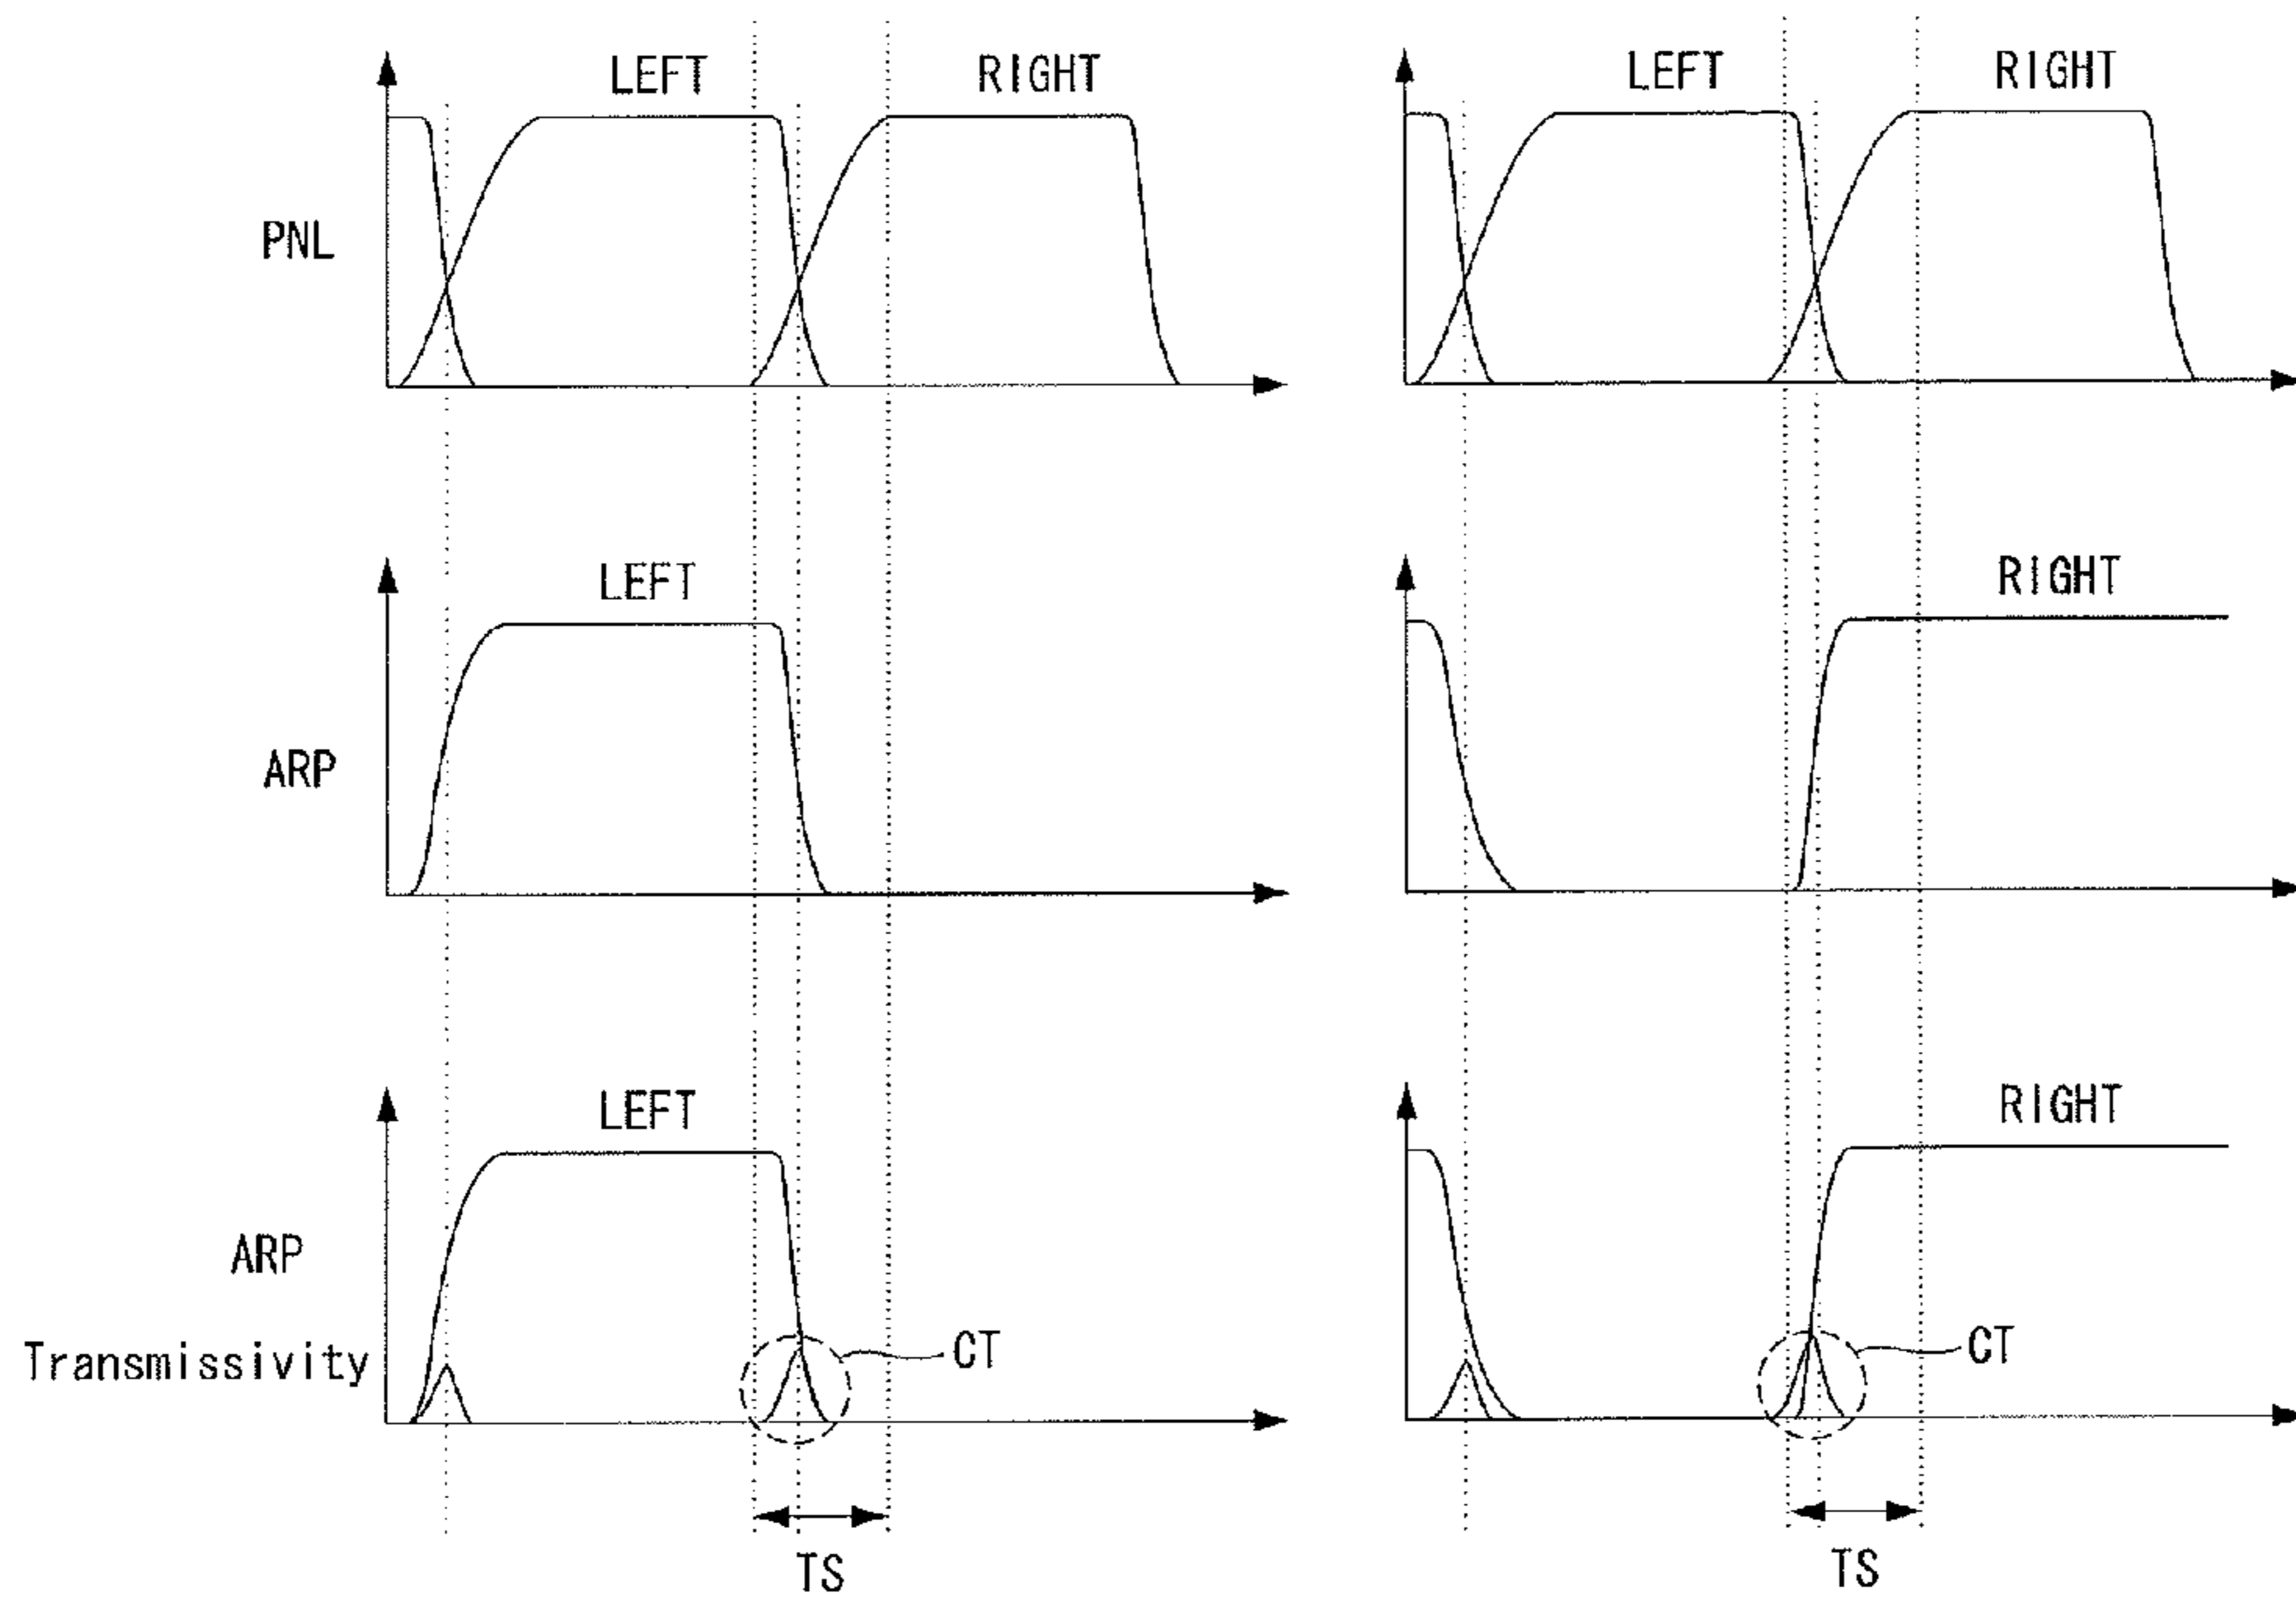 LEFT RIGHT LEFT RIGHT
PNL
LEFT RIGHT
ARP
LEFT RIGHT
ARP
Transmissivity
CT CT
TS TS